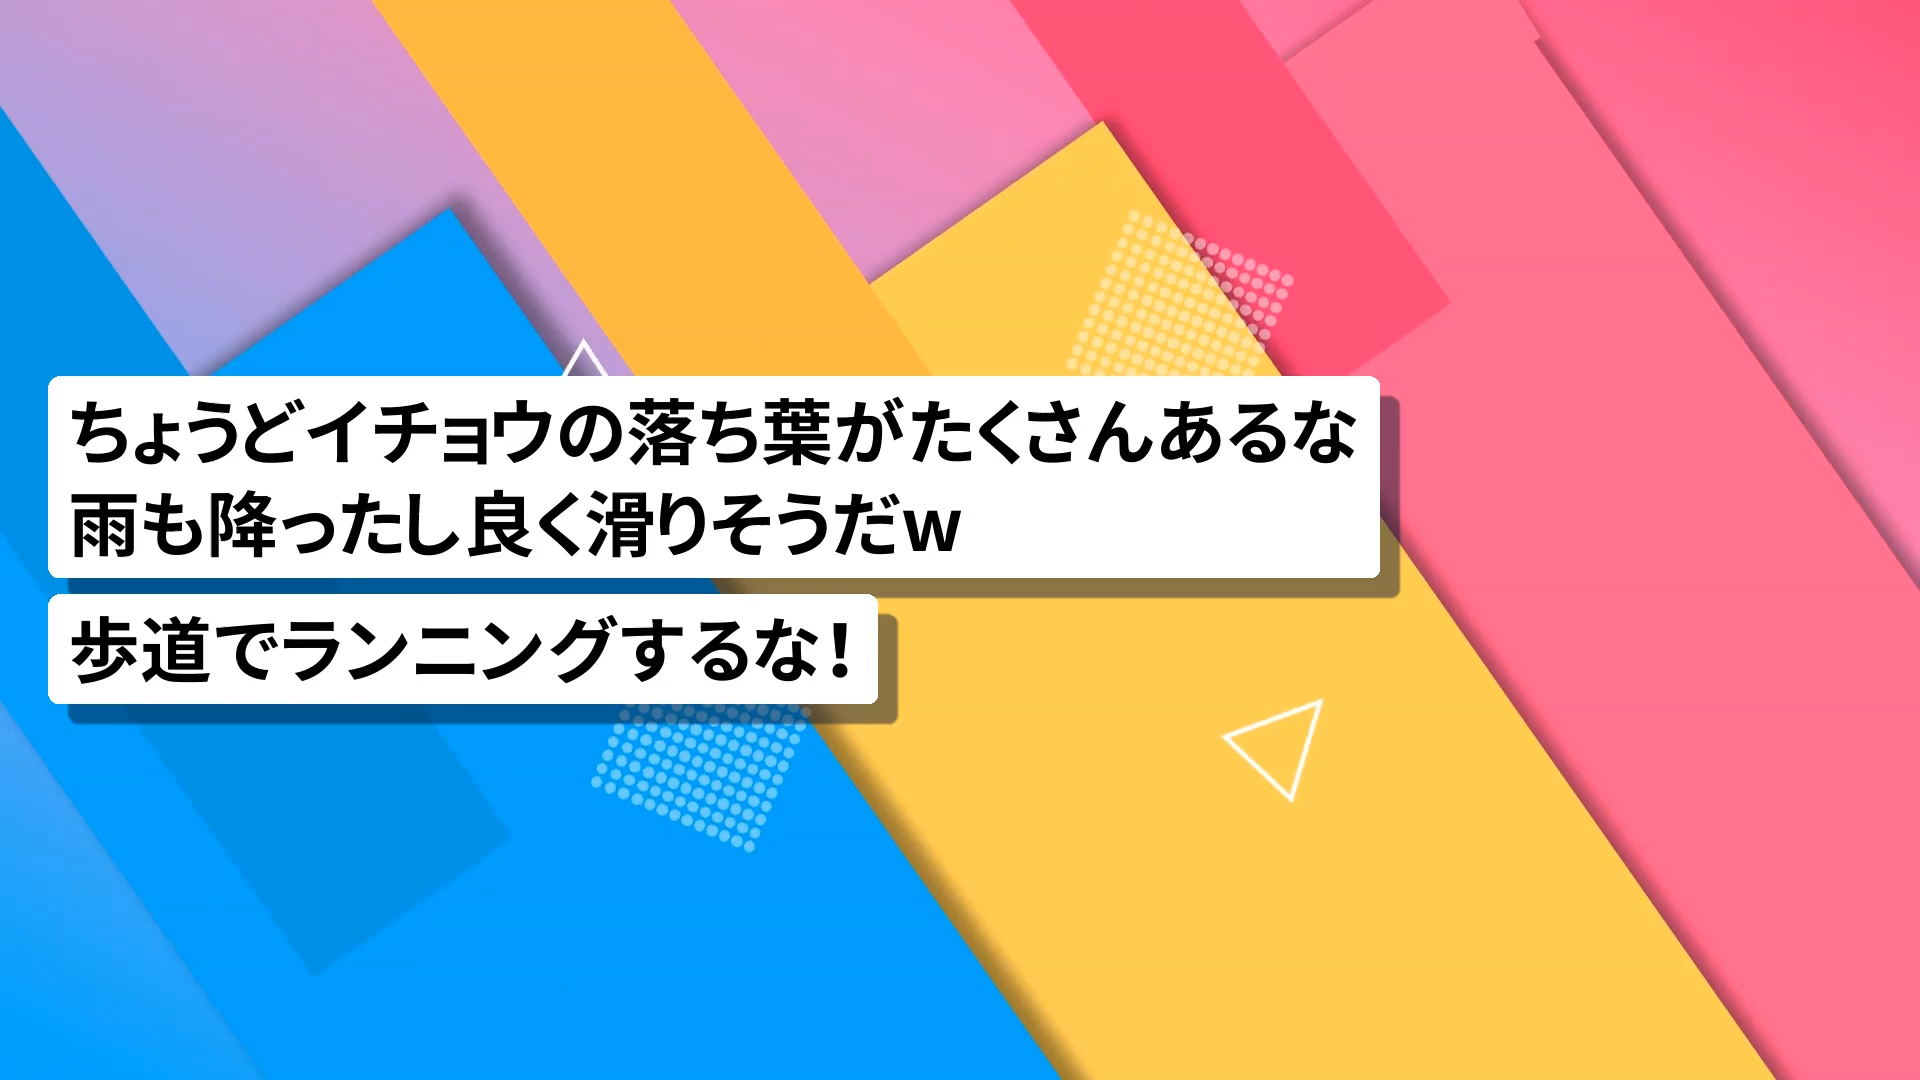 ちょうどイチョウの落ち葉がたくさんあるな
雨も降ったし良く滑りそうだw
歩道でランニングするな！